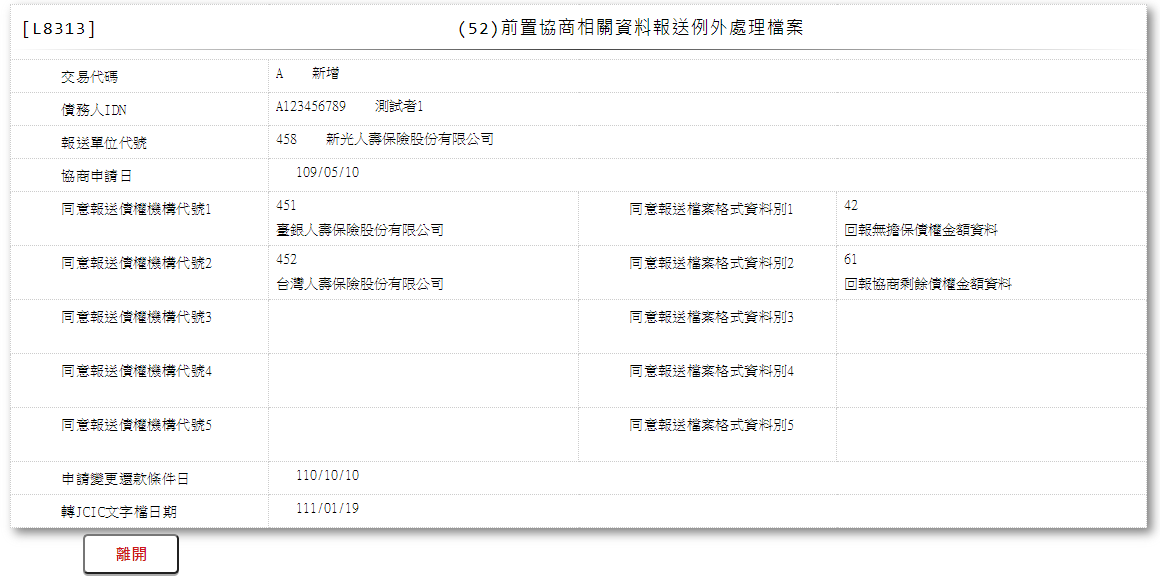 [L8313] (52)前置協商相關資料報送例外處理檔案
交易代碼 A 新增
債務人IDN A123456789 測試者1
報送單位代號 458 新光人壽保險股份有限公司
協商申請日 109/05/10
同意報送債權機構代號1 451 臺銀人壽保險股份有限公司 同意報送檔案格式資料別1 42 回報無擔保債權金額資料
同意報送債權機構代號2 452 台灣人壽保險股份有限公司 同意報送檔案格式資料別2 61 回報協商剩餘債權金額資料
同意報送債權機構代號3 同意報送檔案格式資料別3
同意報送債權機構代號4 同意報送檔案格式資料別4
同意報送債權機構代號5 同意報送檔案格式資料別5
申請變更還款條件日 110/10/10
轉JCIC文字檔日期 111/01/19
離開